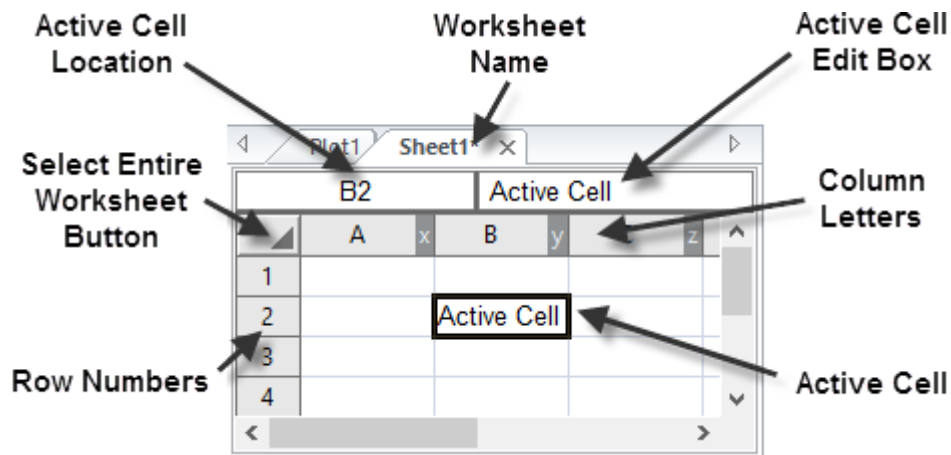 Active Cell
Location
Worksheet
Name
Active Cell
Edit Box
Plot1
Sheet1*
Select Entire
Worksheet
Button
B2
Active Cell
Column
Letters
A x B y z
1
2
Active Cell
3
Row Numbers
4
Active Cell